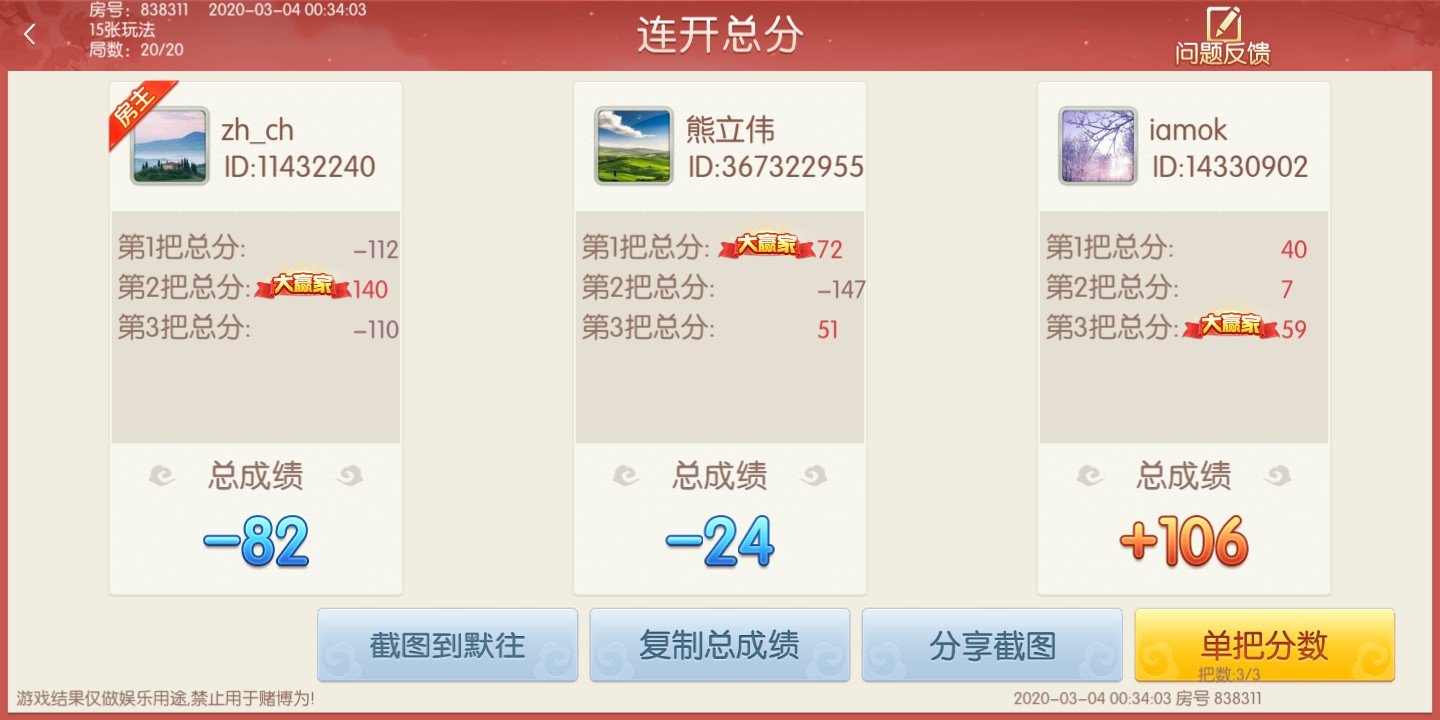 房号：838311 2020-03-04 00:34:03
15张玩法
局数：20/20
连开总分
问题反馈
房主
zh_ch
ID:11432240
第1把总分: -112
第2把总分: 大赢家 140
第3把总分: -110
总成绩
-82
熊立伟
ID:367322955
第1把总分: 大赢家 72
第2把总分: -147
第3把总分: 51
总成绩
-24
iamok
ID:14330902
第1把总分: 40
第2把总分: 7
第3把总分: 大赢家 59
总成绩
+106
截图到默往
复制总成绩
分享截图
单把分数
把数:3/3
游戏结果仅做娱乐用途,禁止用于赌博为!
2020-03-04 00:34:03 房号 838311